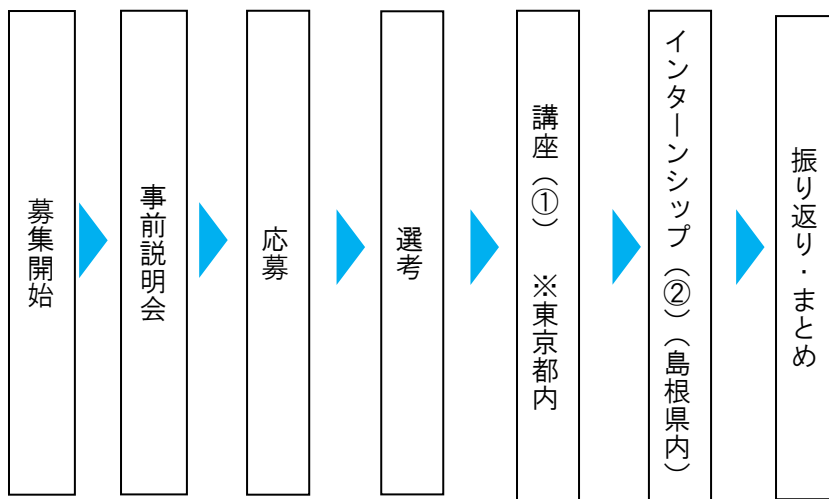 募集開始
事前説明会
応募
選考
講座（①）　※東京都内
インターンシップ（②）（島根県内）
振り返り・まとめ